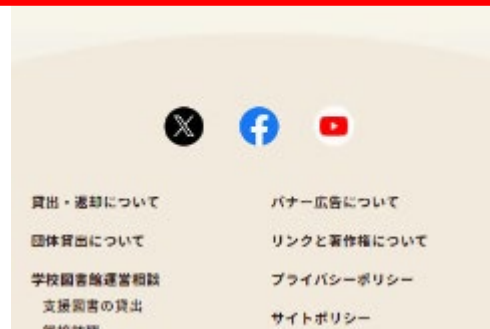 貸出・返却について
団体貸出について
学校図書館運営相談
支援図書の貸出
バナー広告について
リンクと著作権について
プライバシーポリシー
サイトポリシー